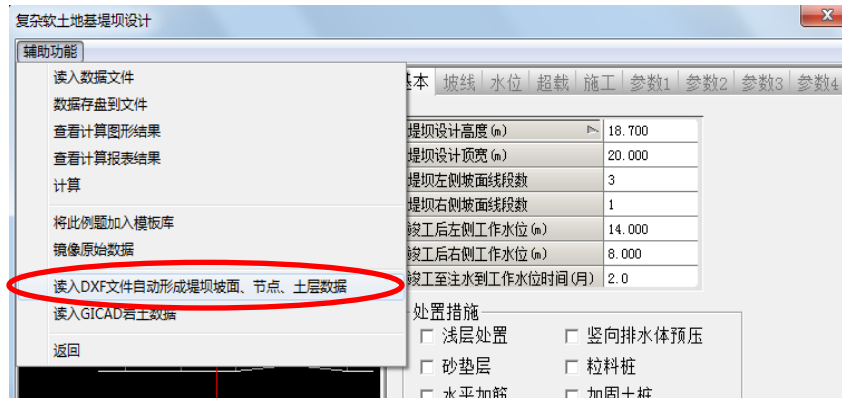 复杂软土地基堤坝设计
x
辅助功能
读入数据文件
数据存盘到文件
查看计算图形结果
查看计算报表结果
计算
将此例题加入模板库
镜像原始数据
读入DXF文件自动形成堤坝坡面、节点、土层数据
读入GICAD岩土数据
返回
基本 坡线 水位 超载 施工 参数1 参数2 参数3 参数4
堤坝设计高度(m) 18.700
堤坝设计顶宽(m) 20.000
堤坝左侧坡面线段数 3
堤坝右侧坡面线段数 1
竣工后左侧工作水位(m) 14.000
竣工后右侧工作水位(m) 8.000
竣工至注水到工作水位时间(月) 2.0
处置措施
浅层处置 竖向排水体预压
砂垫层 粒料桩
水平加筋 加固土桩